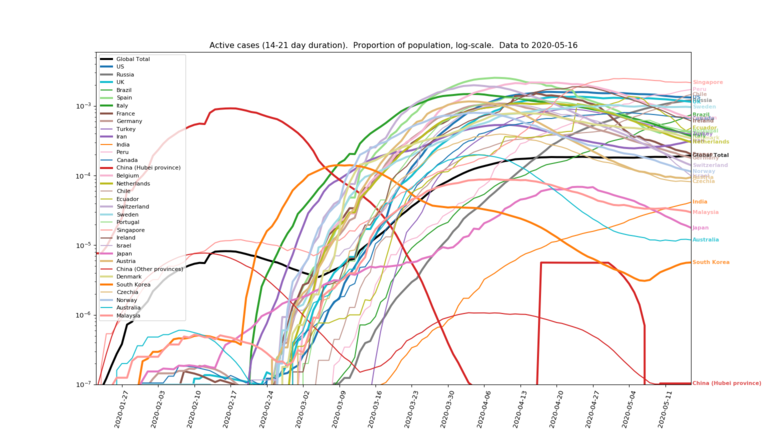 Active cases (14-21 day duration).  Proportion of population, log-scale.  Data to 2020-05-16
Global Total
US
Russia
UK
Brazil
Spain
Italy
France
Germany
Turkey
Iran
India
Peru
Canada
China (Hubei province)
Belgium
Netherlands
Chile
Ecuador
Switzerland
Sweden
Portugal
Singapore
Ireland
Israel
Japan
Austria
China (Other provinces)
Denmark
South Korea
Czechia
Norway
Australia
Malaysia
10⁻³
10⁻⁴
10⁻⁵
10⁻⁶
10⁻⁷
Singapore
Peru
Chile
Russia
Sweden
Brazil
Ireland
Ecuador
Netherlands
Global Total
Switzerland
Norway
Czechia
India
Malaysia
Japan
Australia
South Korea
China (Hubei province)
2020-01-27
2020-02-03
2020-02-10
2020-02-17
2020-02-24
2020-03-02
2020-03-09
2020-03-16
2020-03-23
2020-03-30
2020-04-06
2020-04-13
2020-04-20
2020-04-27
2020-05-04
2020-05-11